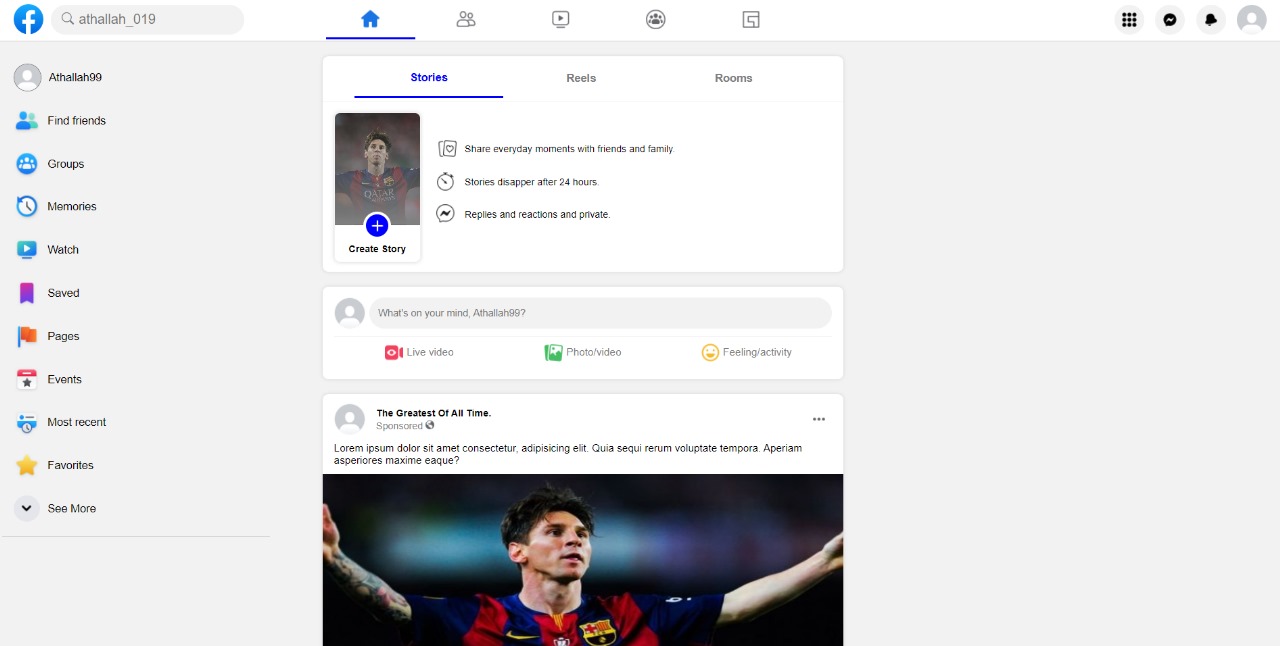 athallah_019
Athallah99
Find friends
Groups
Memories
Watch
Saved
Pages
Events
Most recent
Favorites
See More
Stories
Reels
Rooms
QATAR
AIRWAYS
Create Story
Share everyday moments with friends and family.
Stories disapper after 24 hours.
Replies and reactions and private.
What's on your mind, Athallah99?
Live video
Photo/video
Feeling/activity
The Greatest Of All Time.
Sponsored
Lorem ipsum dolor sit amet consectetur, adipisicing elit. Quia sequi rerum voluptate tempora. Aperiam
asperiores maxime eaque?